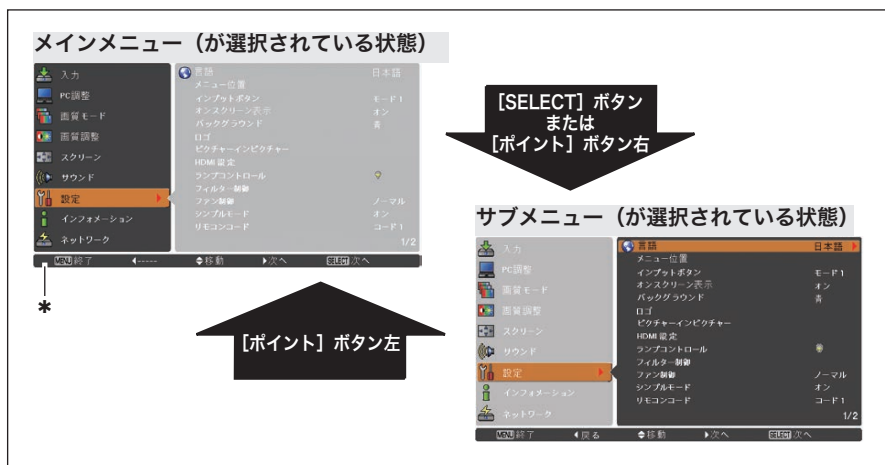 メインメニュー（が選択されている状態）
入力
PC調整
画質モード
画質調整
スクリーン
サウンド
設定
インフォメーション
ネットワーク
言語 日本語
メニュー位置
インプットボタン モード1
オンスクリーン表示 オン
バックグラウンド 青
ロゴ
ピクチャーインピクチャー
HDMI 設定
ランプコントロール
フィルター制御
ファン制御 ノーマル
シンプルモード オン
リモコンコード コード1
1/2
MENU 終了 ◀----- ◆移動 ▶次へ SELECT 次へ
*
［SELECT］ボタン
または
［ポイント］ボタン右
［ポイント］ボタン左
サブメニュー（が選択されている状態）
入力
PC調整
画質モード
画質調整
スクリーン
サウンド
設定
インフォメーション
ネットワーク
言語 日本語
メニュー位置
インプットボタン モード1
オンスクリーン表示 オン
バックグラウンド 青
ロゴ
ピクチャーインピクチャー
HDMI 設定
ランプコントロール
フィルター制御
ファン制御 ノーマル
シンプルモード オン
リモコンコード コード1
1/2
MENU 終了 ◀戻る ◆移動 ▶次へ SELECT 次へ